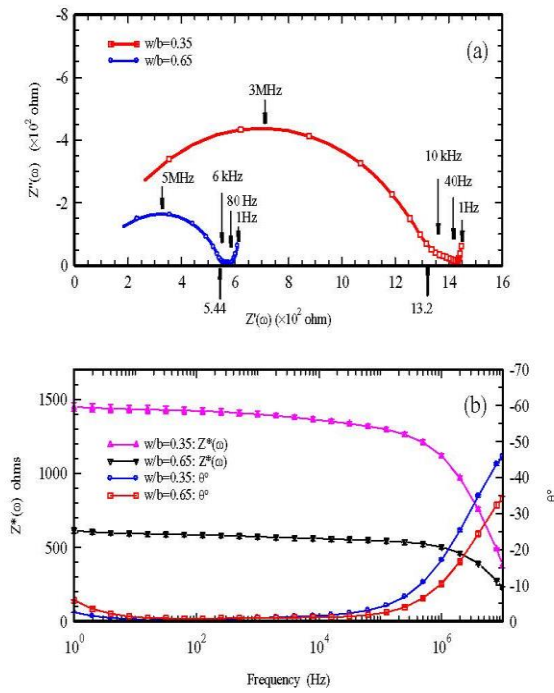 -8
w/b=0.35
w/b=0.65
(a)
-6
3MHz
-4
Z''(ω) (×10² ohm)
5MHz
6 kHz
80 Hz
1Hz
10 kHz
40Hz
1Hz
-2
0
0 2 4 6 8 10 12 14 16
5.44
13.2
Z'(ω) (×10² ohm)
(b)
1500
1000
500
0
Z*(ω) ohms
w/b=0.35: Z*(ω)
w/b=0.65: Z*(ω)
w/b=0.35: θ°
w/b=0.65: θ°
-70
-60
-50
-40
-30
-20
-10
0
θ°
10⁰ 10² 10⁴ 10⁶
Frequency (Hz)